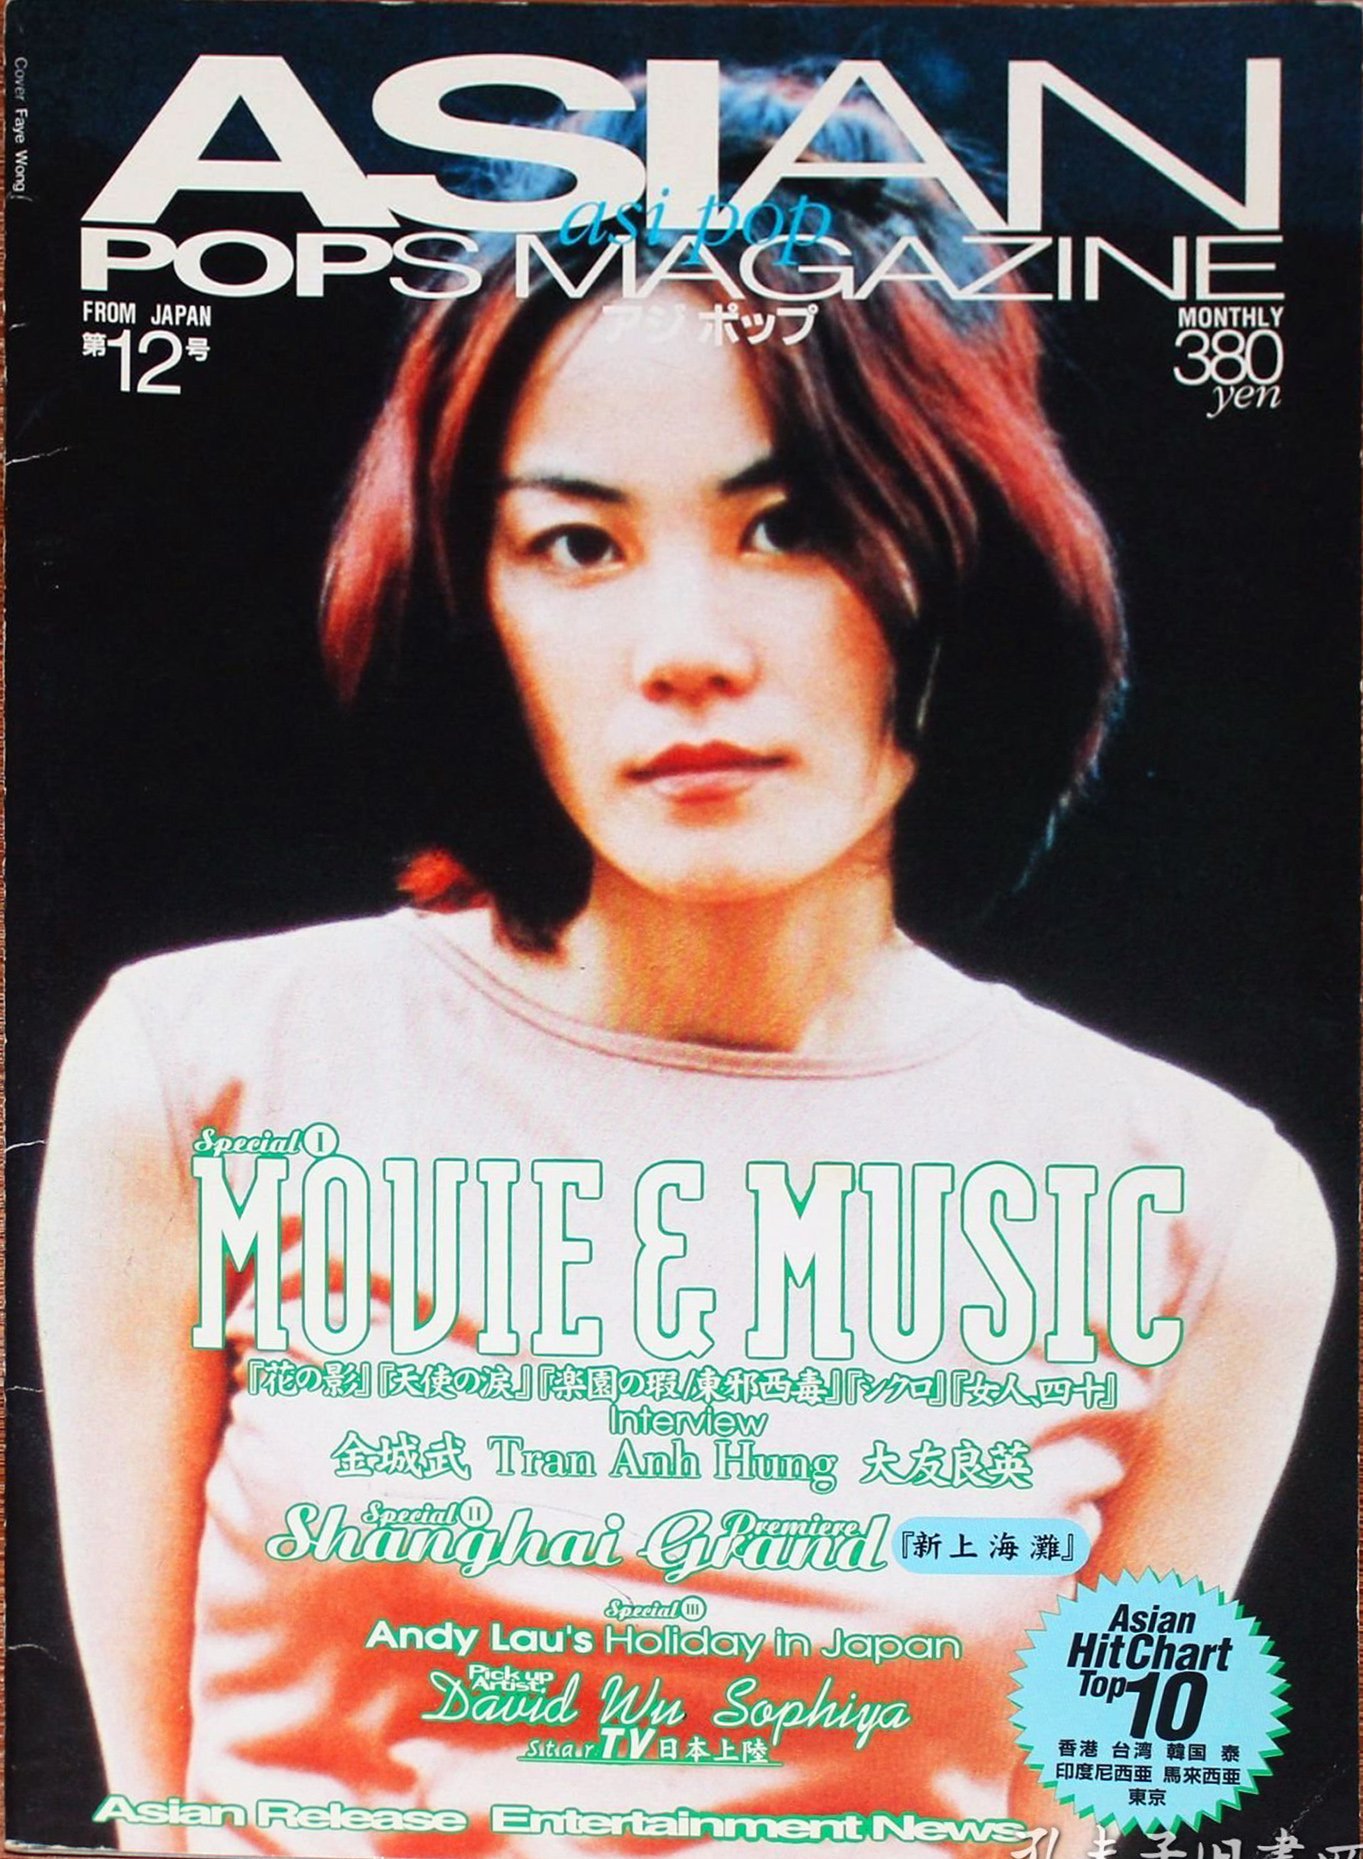 Cover Faye Wong
ASIAN
asi pop
POPS MAGAZINE
アジ ポップ
FROM JAPAN
第12号
MONTHLY
380
yen
Special I
MOVIE & MUSIC
『花の影』『天使の涙』『楽園の瑕/東邪西毒』『シクロ』『女人、四十』
Interview
金城武 Tran Anh Hung 大友良英
Special II
Shanghai Grand Premiere『新上海灘』
Special III
Andy Lau's Holiday in Japan
Pick up
Artist;
David Wu Sophiya
star TV日本上陸
Asian
HitChart
Top 10
香港 台湾 韓国 泰
印度尼西亜 馬來西亜
東京
Asian Release Entertainment News